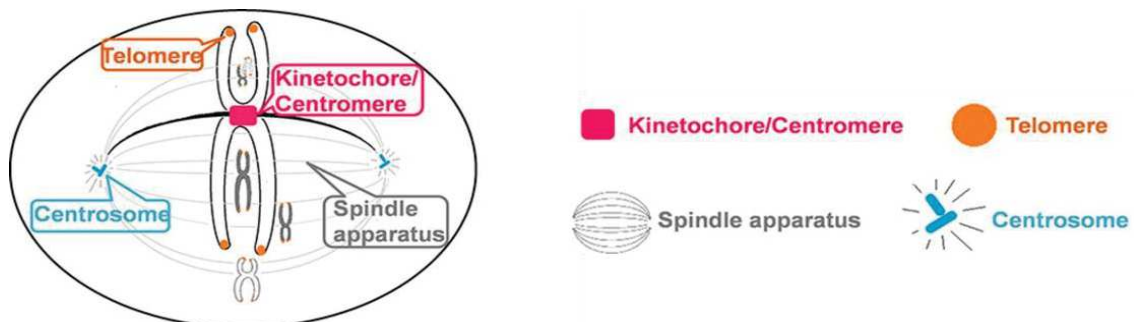 Telomere
Kinetochore/
Centromere
Centrosome
Spindle
apparatus
Kinetochore/Centromere
Telomere
Spindle apparatus
Centrosome